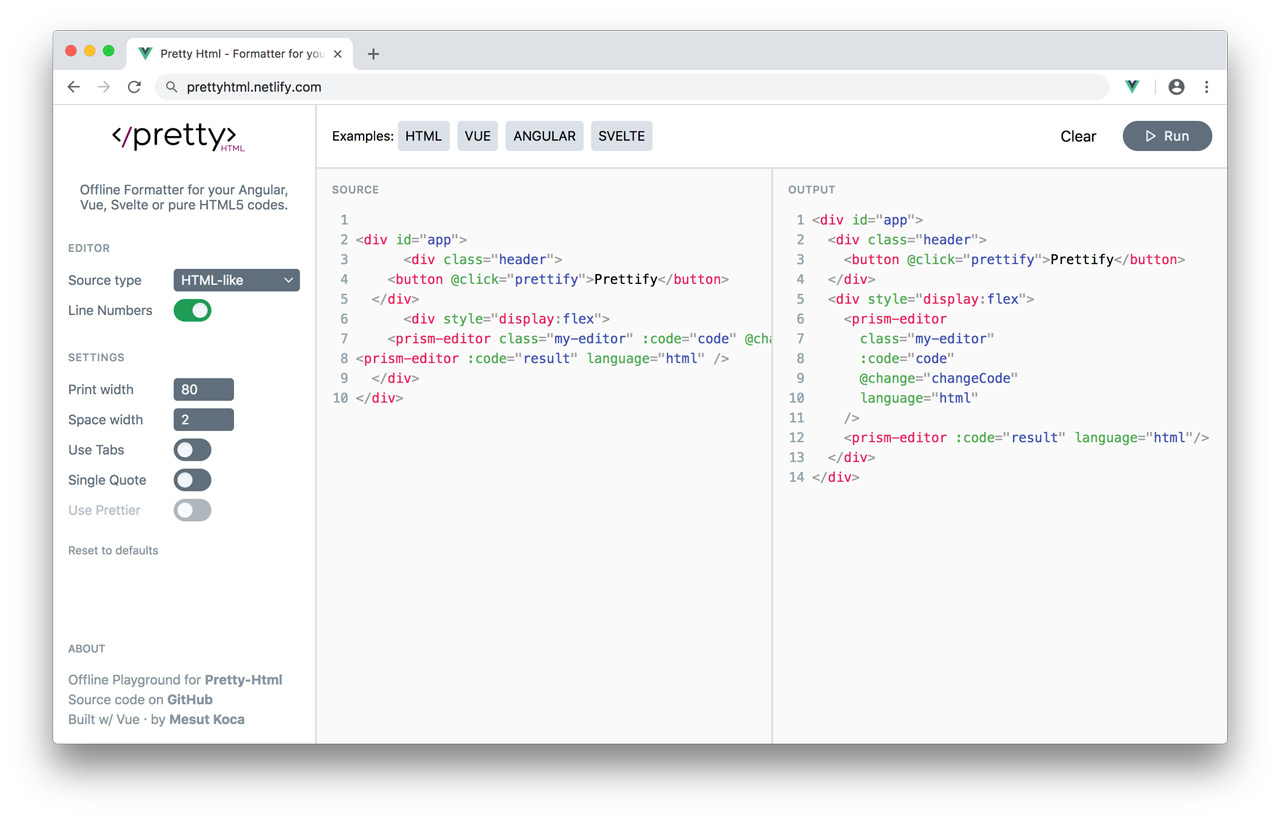 Pretty Html - Formatter for you
prettyhtml.netlify.com
</pretty>
HTML
Offline Formatter for your Angular,
Vue, Svelte or pure HTML5 codes.
EDITOR
Source type HTML-like
Line Numbers
SETTINGS
Print width 80
Space width 2
Use Tabs
Single Quote
Use Prettier
Reset to defaults
ABOUT
Offline Playground for Pretty-Html
Source code on GitHub
Built w/ Vue · by Mesut Koca
Examples: HTML VUE ANGULAR SVELTE
Clear
Run
SOURCE
1
2 <div id="app">
3       <div class="header">
4     <button @click="prettify">Prettify</button>
5   </div>
6       <div style="display:flex">
7     <prism-editor class="my-editor" :code="code" @cha
8 <prism-editor :code="result" language="html" />
9   </div>
10 </div>
OUTPUT
1 <div id="app">
2   <div class="header">
3     <button @click="prettify">Prettify</button>
4   </div>
5   <div style="display:flex">
6     <prism-editor
7       class="my-editor"
8       :code="code"
9       @change="changeCode"
10       language="html"
11     />
12     <prism-editor :code="result" language="html"/>
13   </div>
14 </div>